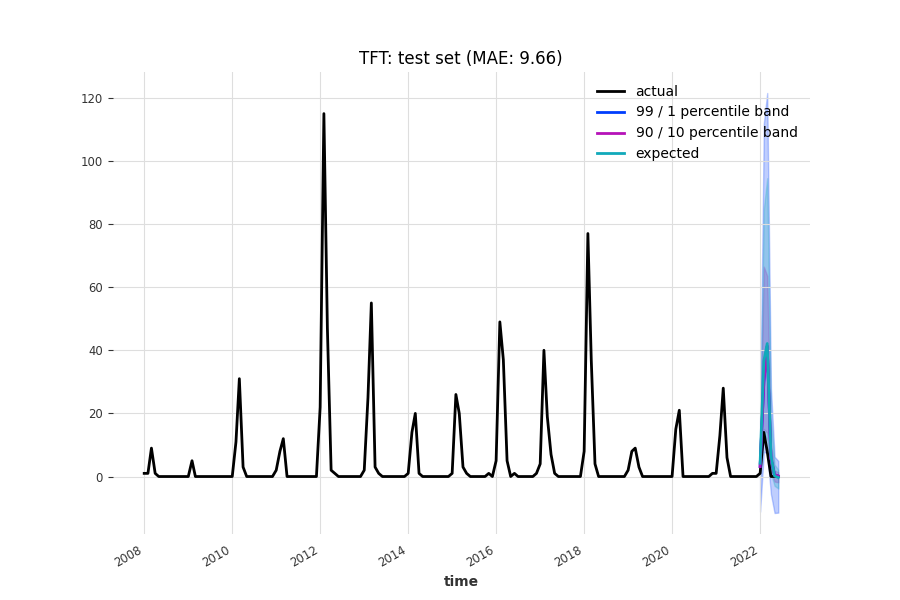 TFT: test set (MAE: 9.66)
actual
99 / 1 percentile band
90 / 10 percentile band
expected
120
100
80
60
40
20
0
2008
2010
2012
2014
2016
2018
2020
2022
time